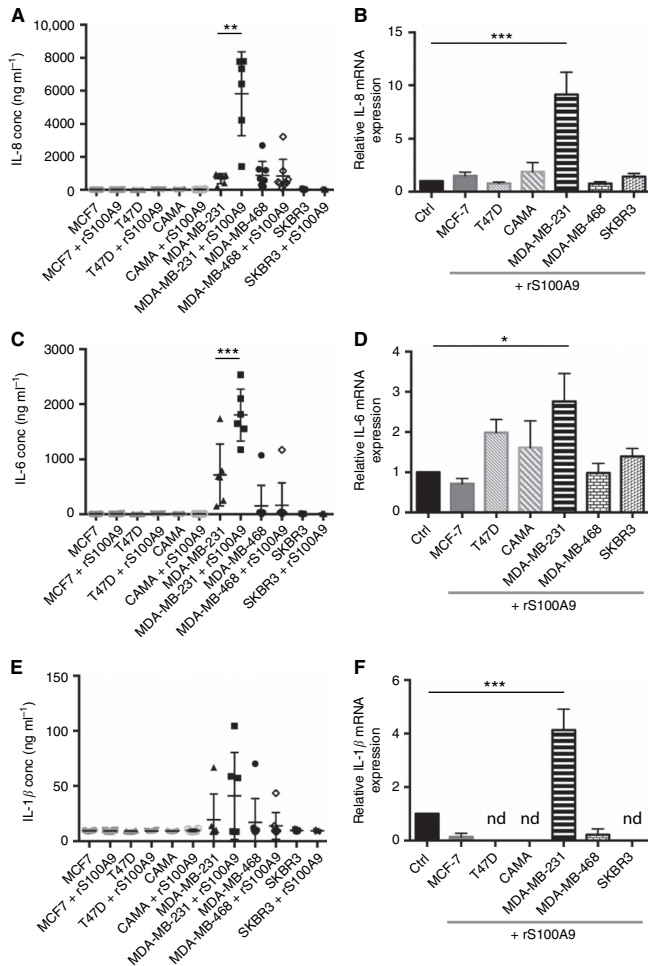 A
IL-8 conc (ng ml⁻¹)
10,000
8000
6000
4000
2000
0
**
MCF7
MCF7 + rS100A9
T47D
T47D + rS100A9
CAMA
CAMA + rS100A9
MDA-MB-231
MDA-MB-231 + rS100A9
MDA-MB-468
MDA-MB-468 + rS100A9
SKBR3
SKBR3 + rS100A9
B
Relative IL-8 mRNA
expression
15
10
5
0
***
Ctrl
MCF-7
T47D
CAMA
MDA-MB-231
MDA-MB-468
SKBR3
+ rS100A9
C
IL-6 conc (ng ml⁻¹)
3000
2000
1000
0
***
MCF7
MCF7 + rS100A9
T47D
T47D + rS100A9
CAMA
CAMA + rS100A9
MDA-MB-231
MDA-MB-231 + rS100A9
MDA-MB-468
MDA-MB-468 + rS100A9
SKBR3
SKBR3 + rS100A9
D
Relative IL-6 mRNA
expression
4
3
2
1
0
*
Ctrl
MCF-7
T47D
CAMA
MDA-MB-231
MDA-MB-468
SKBR3
+ rS100A9
E
IL-1β conc (ng ml⁻¹)
150
100
50
0
MCF7
MCF7 + rS100A9
T47D
T47D + rS100A9
CAMA
CAMA + rS100A9
MDA-MB-231
MDA-MB-231 + rS100A9
MDA-MB-468
MDA-MB-468 + rS100A9
SKBR3
SKBR3 + rS100A9
F
Relative IL-1β mRNA
expression
6
4
2
0
***
nd nd nd
Ctrl
MCF-7
T47D
CAMA
MDA-MB-231
MDA-MB-468
SKBR3
+ rS100A9